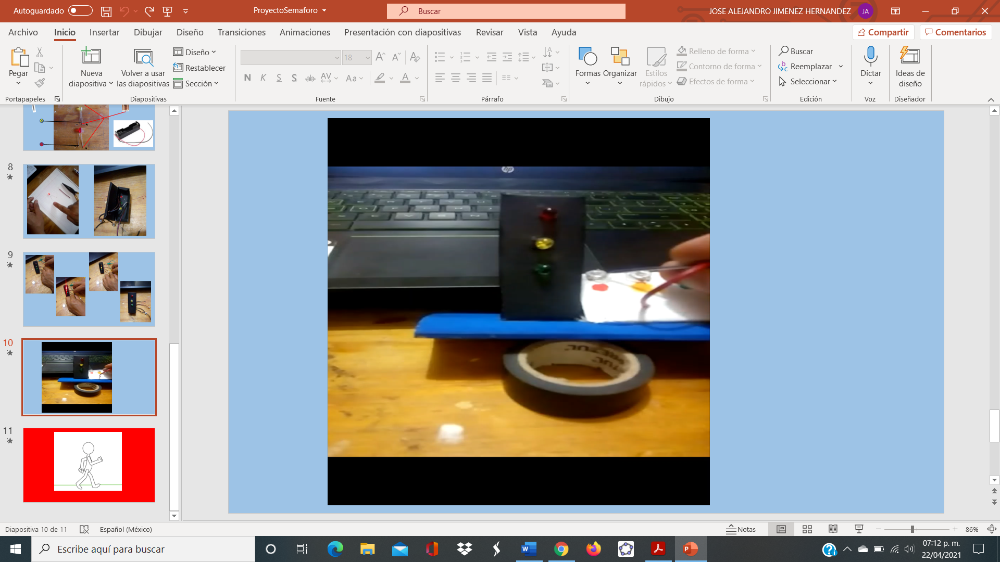 Autoguardado
ProyectoSemaforo
Buscar
JOSE ALEJANDRO JIMENEZ HERNANDEZ
JA
Archivo Inicio Insertar Dibujar Diseño Transiciones Animaciones Presentación con diapositivas Revisar Vista Ayuda
Compartir
Comentarios
Pegar
Portapapeles
Nueva diapositiva
Volver a usar las diapositivas
Diseño
Restablecer
Sección
Diapositivas
18
N K S S ab AV Aa A
Fuente
Párrafo
Formas
Organizar
Estilos rápidos
Relleno de forma
Contorno de forma
Efectos de forma
Dibujo
Buscar
Reemplazar
Seleccionar
Edición
Dictar
Voz
Ideas de diseño
Diseñador
8
9
10
11
hp
Diapositiva 10 de 11
Español (México)
Notas
86%
Escribe aquí para buscar
07:12 p. m.
22/04/2021